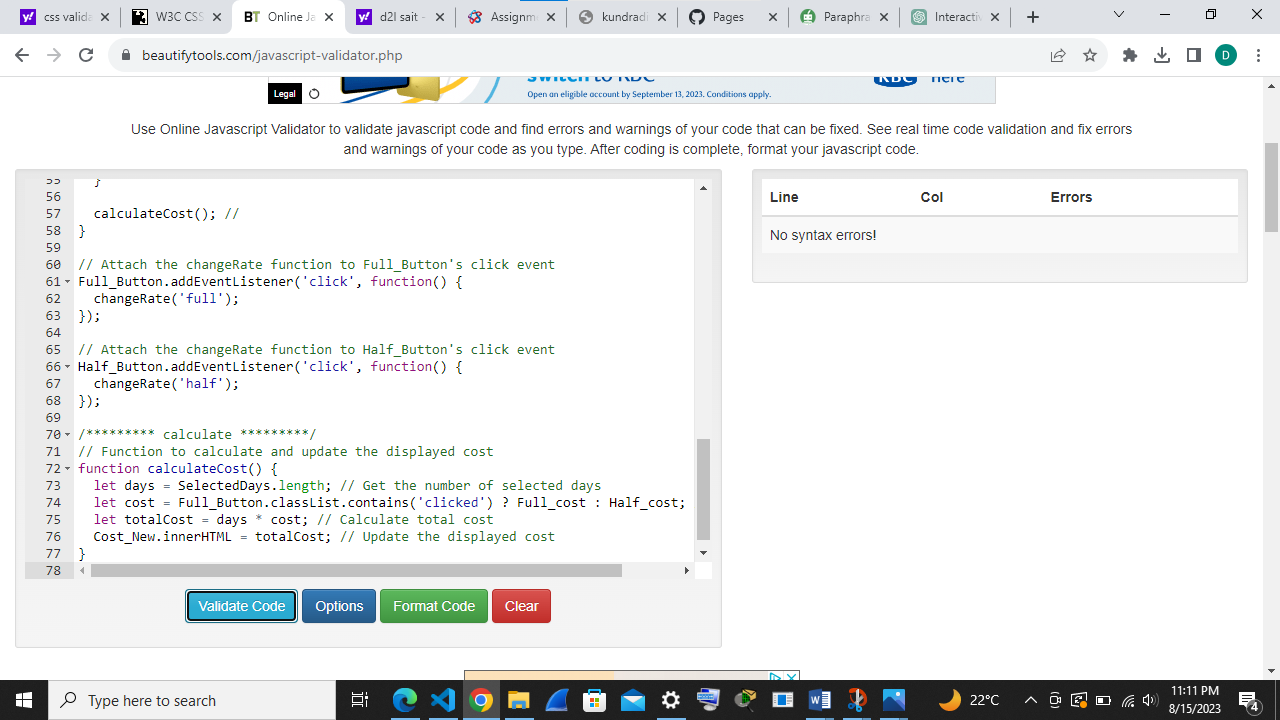 css valida
W3C CSS
BT Online Ja
d2l sait -
Assignm
kundradi
Pages
Paraphra
Interactiv
beautifytools.com/javascript-validator.php
D
Switch to RBC
RBC
here
Legal
Open an eligible account by September 13, 2023. Conditions apply.
Use Online Javascript Validator to validate javascript code and find errors and warnings of your code that can be fixed. See real time code validation and fix errors
and warnings of your code as you type. After coding is complete, format your javascript code.
55 }
56
57 calculateCost(); //
58 }
59
60 // Attach the changeRate function to Full_Button's click event
61 Full_Button.addEventListener('click', function() {
62 changeRate('full');
63 });
64
65 // Attach the changeRate function to Half_Button's click event
66 Half_Button.addEventListener('click', function() {
67 changeRate('half');
68 });
69
70 /********* calculate *********/
71 // Function to calculate and update the displayed cost
72 function calculateCost() {
73 let days = SelectedDays.length; // Get the number of selected days
74 let cost = Full_Button.classList.contains('clicked') ? Full_cost : Half_cost;
75 let totalCost = days * cost; // Calculate total cost
76 Cost_New.innerHTML = totalCost; // Update the displayed cost
77 }
78
Line Col Errors
No syntax errors!
Validate Code Options Format Code Clear
Type here to search
22°C
11:11 PM
8/15/2023
4